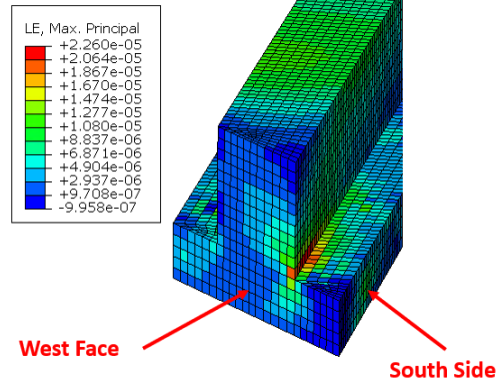 LE, Max. Principal
+2.260e-05
+2.064e-05
+1.867e-05
+1.670e-05
+1.474e-05
+1.277e-05
+1.080e-05
+8.837e-06
+6.871e-06
+4.904e-06
+2.937e-06
+9.708e-07
-9.958e-07
West Face
South Side